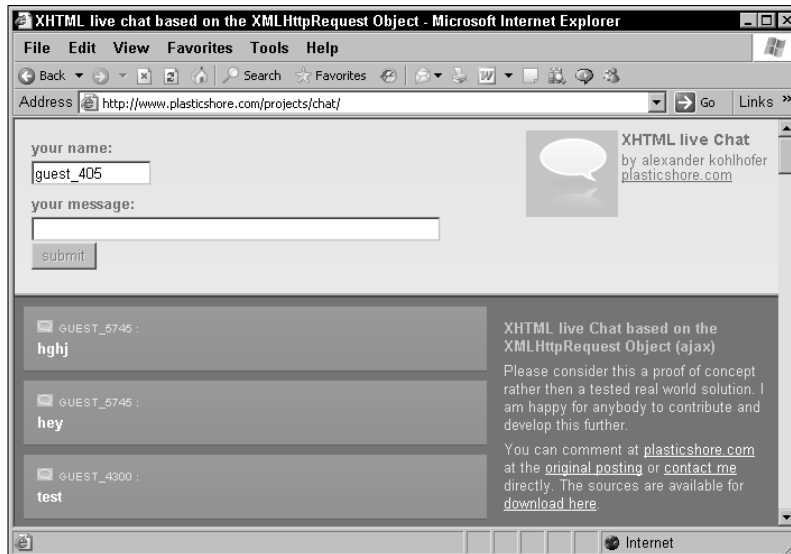 XHTML live chat based on the XMLHttpRequest Object - Microsoft Internet Explorer
File Edit View Favorites Tools Help
Back Search Favorites
Address http://www.plasticshore.com/projects/chat/ Go Links »
your name:
guest_405
your message:
submit
XHTML live Chat
by alexander kohlhofer
plasticshore.com
GUEST_5745 :
hghj
GUEST_5745 :
hey
GUEST_4300 :
test
XHTML live Chat based on the
XMLHttpRequest Object (ajax)
Please consider this a proof of concept
rather then a tested real world solution. I
am happy for anybody to contribute and
develop this further.
You can comment at plasticshore.com
at the original posting or contact me
directly. The sources are available for
download here.
Internet